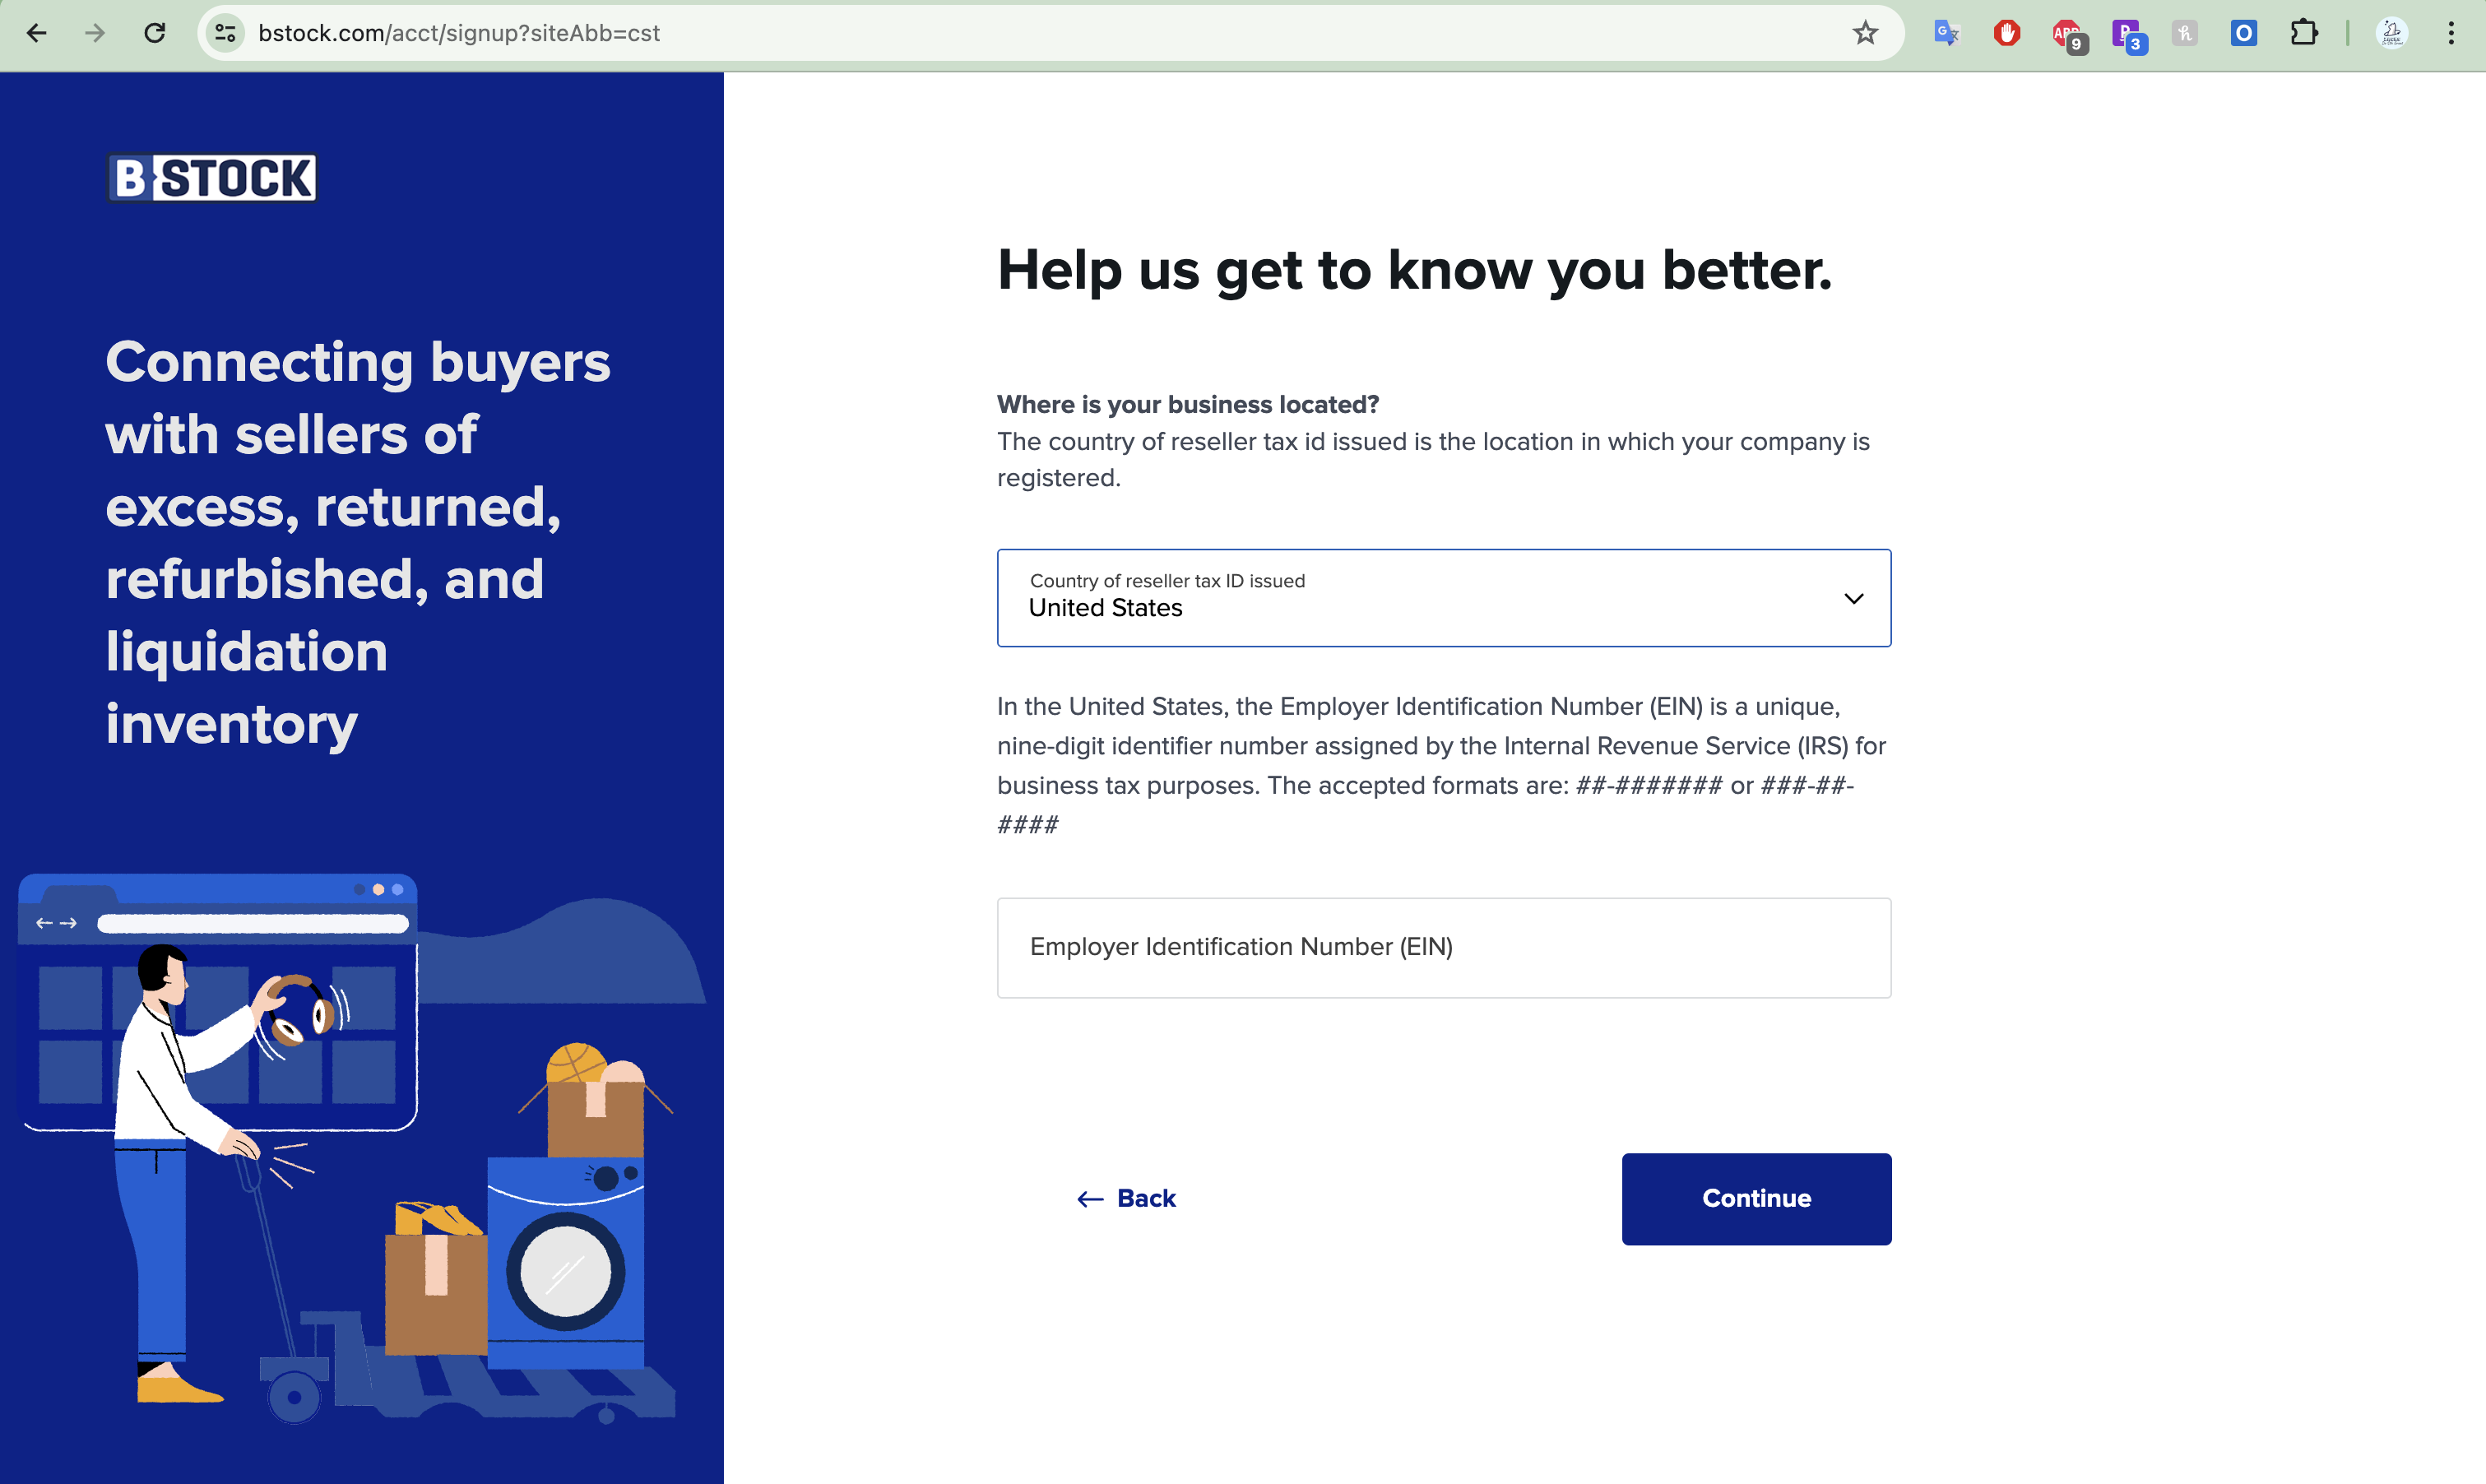 bstock.com/acct/signup?siteAbb=cst
9
3
B STOCK
Connecting buyers
with sellers of
excess, returned,
refurbished, and
liquidation
inventory
Help us get to know you better.
Where is your business located?
The country of reseller tax id issued is the location in which your company is
registered.
Country of reseller tax ID issued
United States
In the United States, the Employer Identification Number (EIN) is a unique,
nine-digit identifier number assigned by the Internal Revenue Service (IRS) for
business tax purposes. The accepted formats are: ##-####### or ###-##-
####
Employer Identification Number (EIN)
← Back
Continue